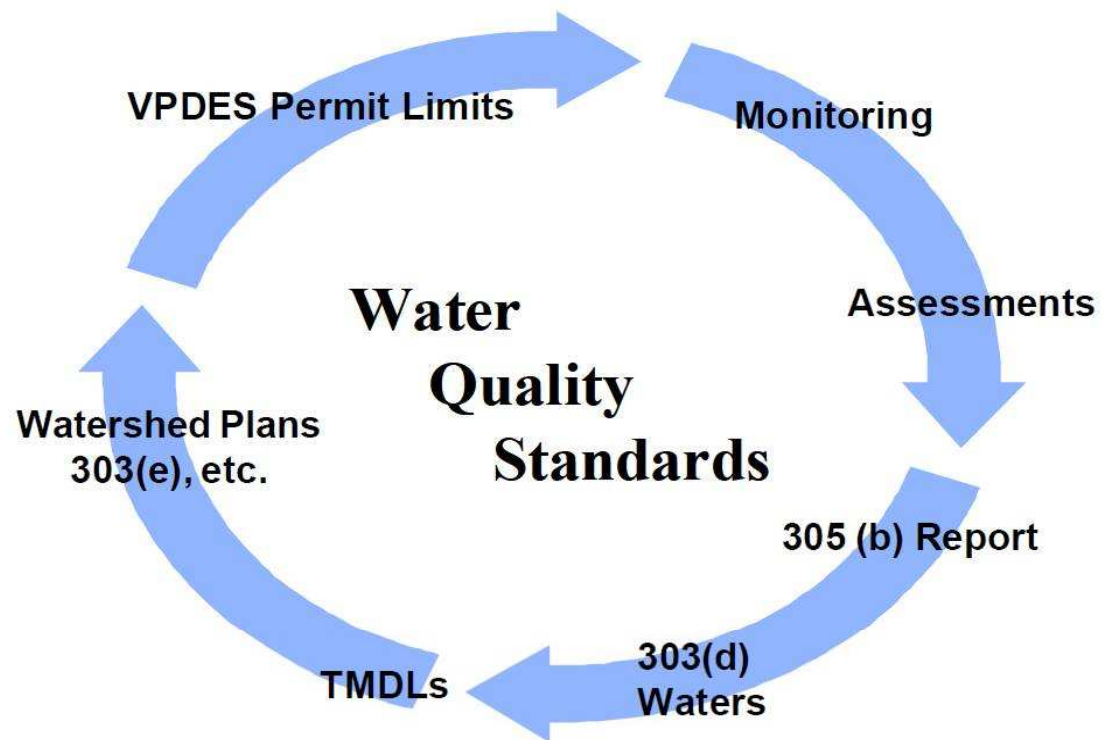 VPDES Permit Limits
Monitoring
Assessments
Water
Quality
Standards
Watershed Plans
303(e), etc.
305 (b) Report
303(d)
Waters
TMDLs